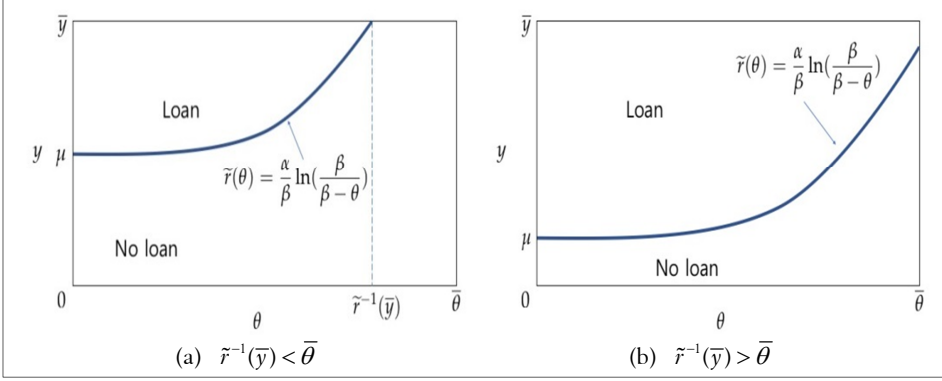 ȳ
Loan
y μ
r̃(θ) = α/β ln(β/(β − θ))
No loan
0
r̃⁻¹(ȳ)
θ̄
θ
(a) r̃⁻¹(ȳ) < θ̄
ȳ
r̃(θ) = α/β ln(β/(β − θ))
Loan
y
μ
No loan
0
θ̄
θ
(b) r̃⁻¹(ȳ) > θ̄